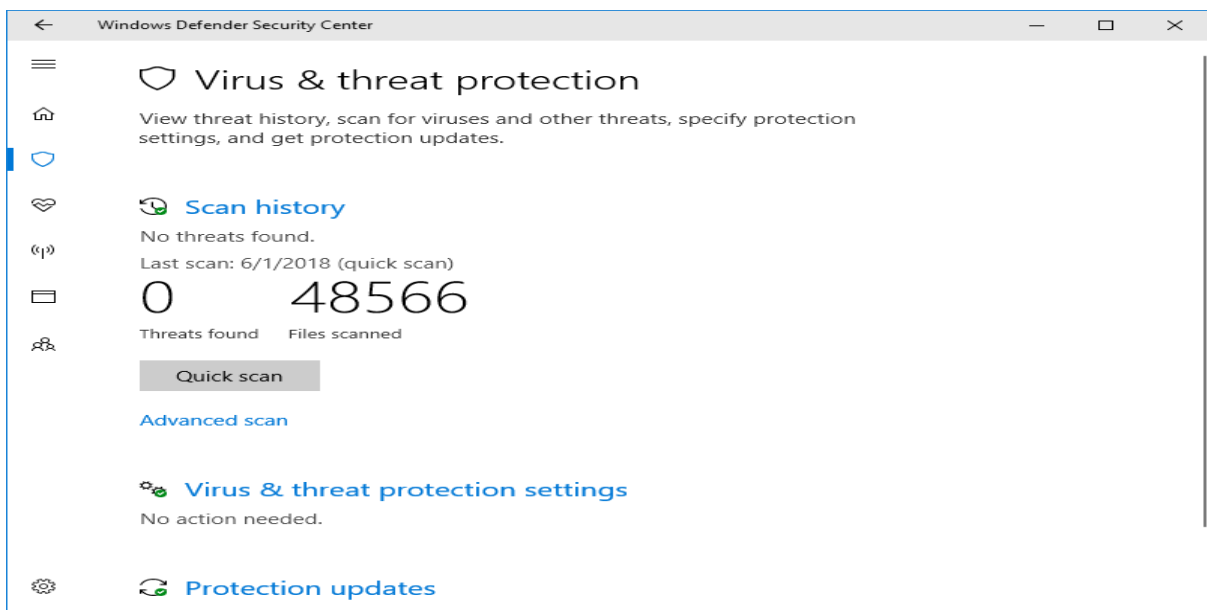 Windows Defender Security Center
Virus & threat protection
View threat history, scan for viruses and other threats, specify protection
settings, and get protection updates.
Scan history
No threats found.
Last scan: 6/1/2018 (quick scan)
0 48566
Threats found Files scanned
Quick scan
Advanced scan
Virus & threat protection settings
No action needed.
Protection updates